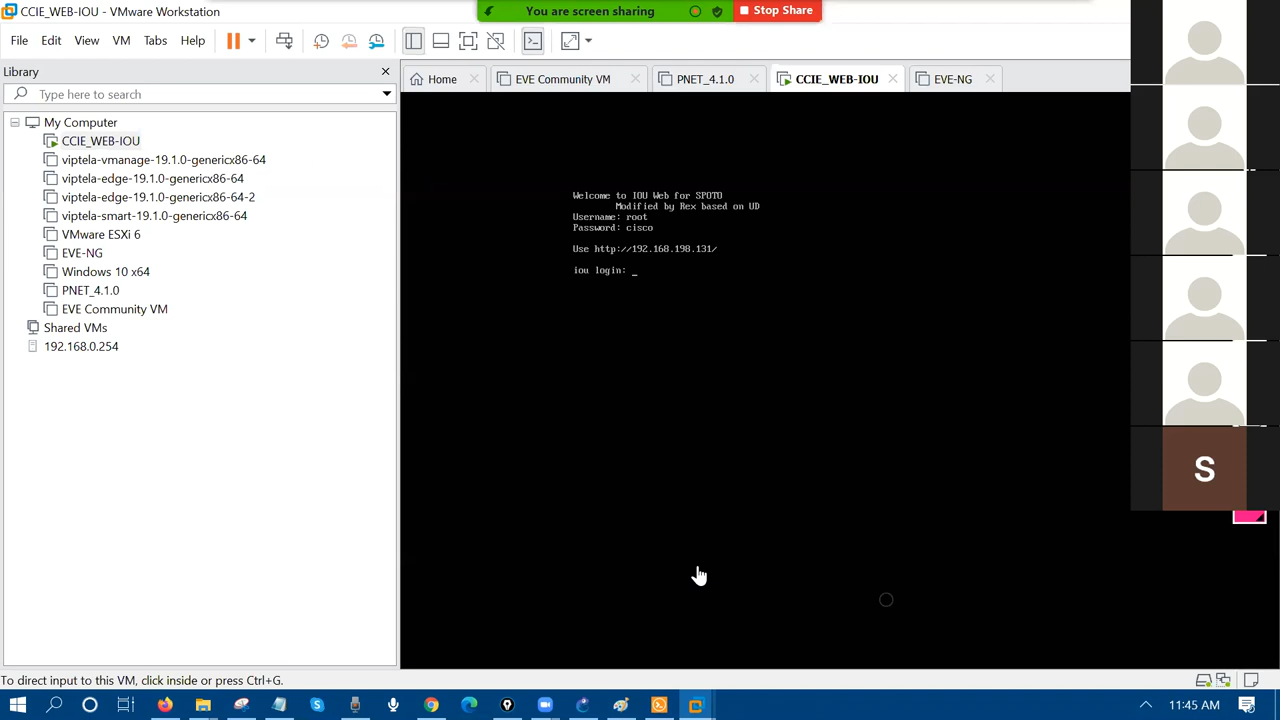 CCIE_WEB-IOU - VMware Workstation
You are screen sharing
Stop Share
File Edit View VM Tabs Help
Library
Type here to search
Home
EVE Community VM
PNET_4.1.0
CCIE_WEB-IOU
EVE-NG
My Computer
CCIE_WEB-IOU
viptela-vmanage-19.1.0-genericx86-64
viptela-edge-19.1.0-genericx86-64
viptela-edge-19.1.0-genericx86-64-2
viptela-smart-19.1.0-genericx86-64
VMware ESXi 6
EVE-NG
Windows 10 x64
PNET_4.1.0
EVE Community VM
Shared VMs
192.168.0.254
Welcome to IOU Web for SPOTO
Modified by Rex based on UD
Username: root
Password: cisco
Use http://192.168.198.131/
iou login: _
S
To direct input to this VM, click inside or press Ctrl+G.
11:45 AM